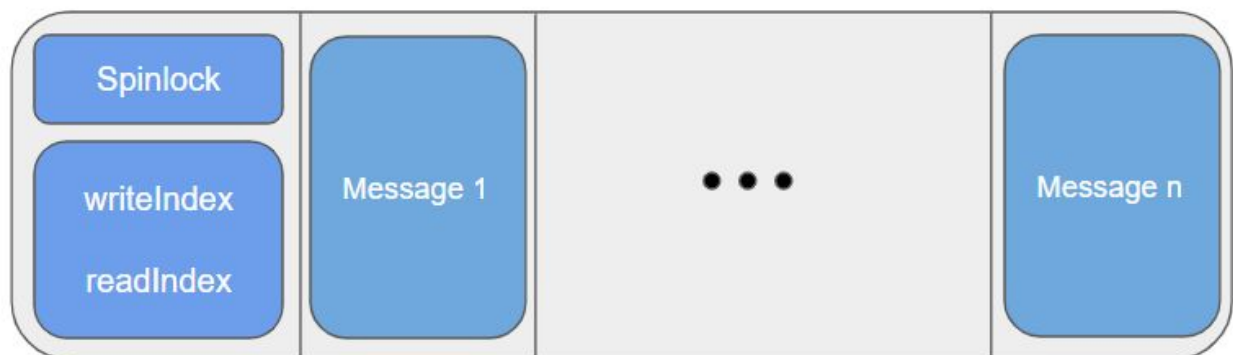 Spinlock
writeIndex
readIndex
Message 1
Message n